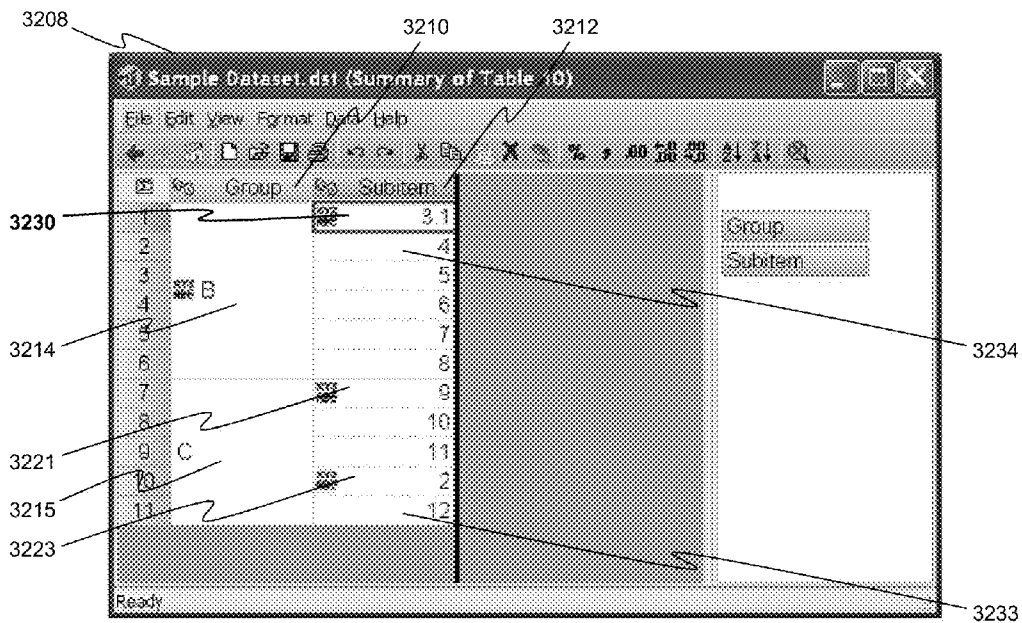 3208
3210
3212
Sample Dataset.dst (Summary of Table 10)
File Edit View Format Data Help
Σ Group Subitem
3230
1 3.1
2 4
3 5
4 B 6
5 7
6 8
7 9
8 10
9 C 11
10 2
11 12
Group
Subitem
3214
3234
3221
3215
3223
Ready
3233